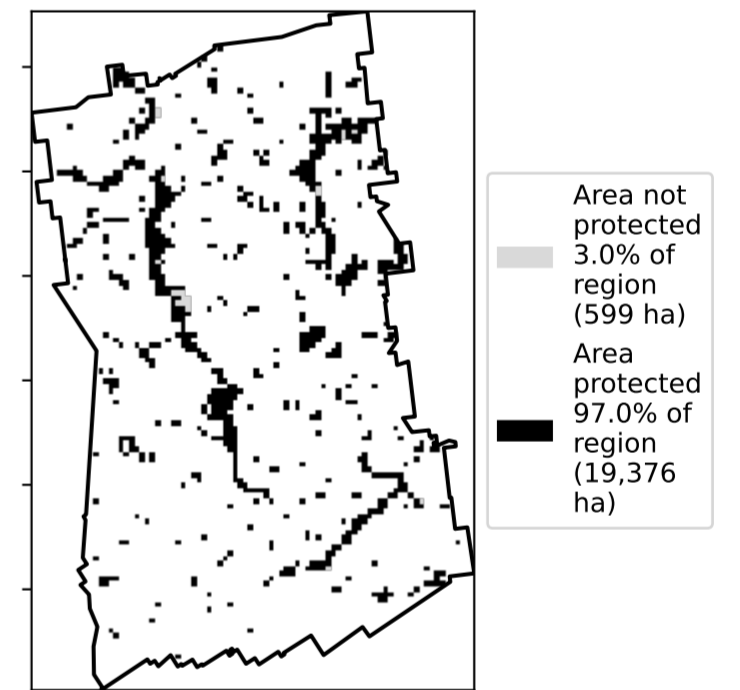 Area not
protected
3.0% of
region
(599 ha)
Area
protected
97.0% of
region
(19,376
ha)